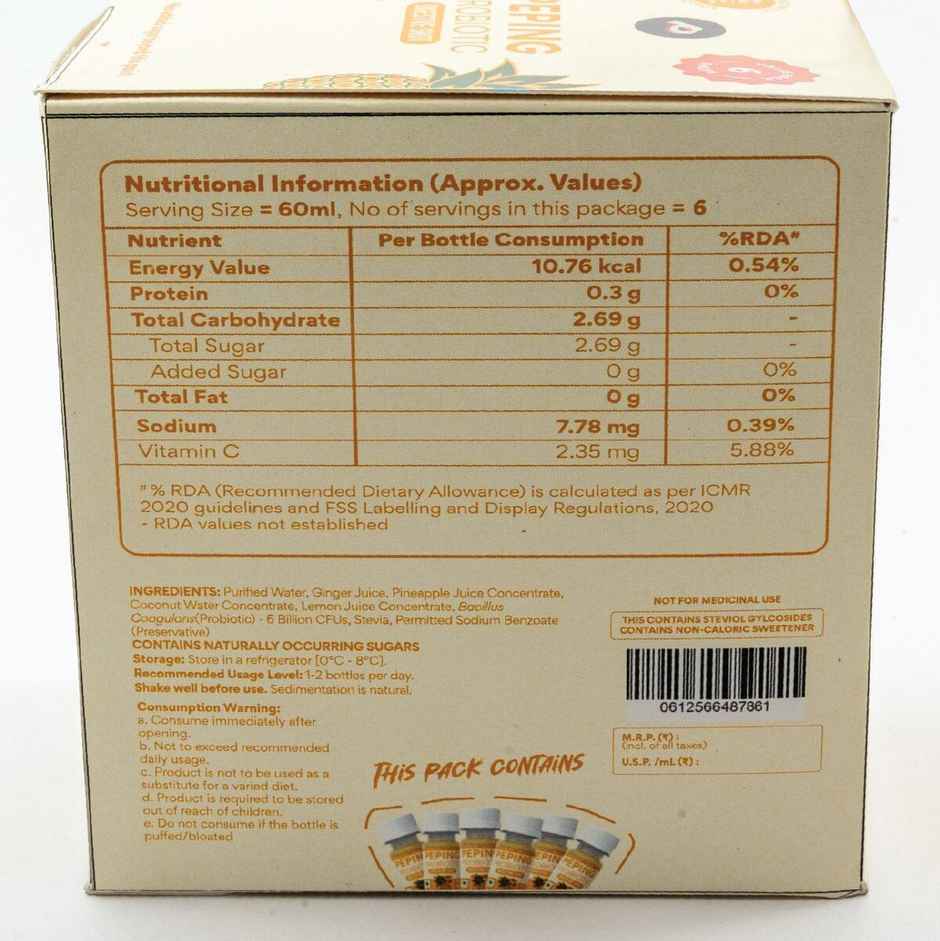 PEPING
PROBIOTIC
Nutritional Information (Approx. Values)
Serving Size = 60ml, No of servings in this package = 6
Nutrient Per Bottle Consumption %RDA#
Energy Value 10.76 kcal 0.54%
Protein 0.3 g 0%
Total Carbohydrate 2.69 g -
Total Sugar 2.69 g -
Added Sugar 0 g 0%
Total Fat 0 g 0%
Sodium 7.78 mg 0.39%
Vitamin C 2.35 mg 5.88%
#% RDA (Recommended Dietary Allowance) is calculated as per ICMR
2020 guidelines and FSS Labelling and Display Regulations, 2020
- RDA values not established
INGREDIENTS: Purified Water, Ginger Juice, Pineapple Juice Concentrate,
Coconut Water Concentrate, Lemon Juice Concentrate, Bacillus
Coagulans(Probiotic) - 6 Billion CFUs, Stevia, Permitted Sodium Benzoate
(Preservative)
CONTAINS NATURALLY OCCURRING SUGARS
Storage: Store in a refrigerator [0°C - 8°C].
Recommended Usage Level: 1-2 bottles per day.
Shake well before use. Sedimentation is natural.
Consumption Warning:
a. Consume immediately after
opening.
b. Not to exceed recommended
daily usage.
c. Product is not to be used as a
substitute for a varied diet.
d. Product is required to be stored
out of reach of children.
e. Do not consume if the bottle is
puffed/bloated
NOT FOR MEDICINAL USE
THIS CONTAINS STEVIOL GYLCOSIDES
CONTAINS NON-CALORIC SWEETENER
0612566487861
M.R.P. (₹) :
(incl. of all taxes)
U.S.P. /mL (₹) :
THIS PACK CONTAINS
PEPING PEPING PEPING PEPING PEPING PEPING